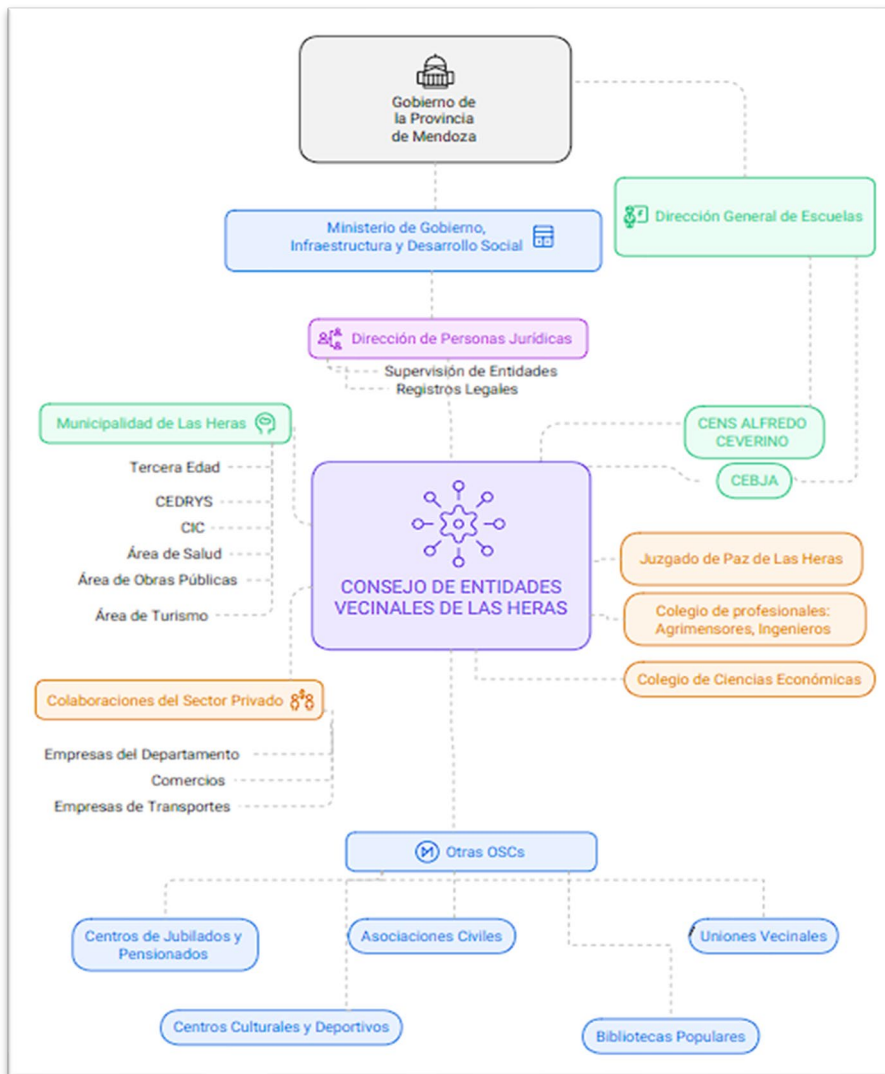 Gobierno de
la Provincia
de Mendoza
Ministerio de Gobierno,
Infraestructura y Desarrollo Social
Dirección General de Escuelas
Dirección de Personas Jurídicas
Supervisión de Entidades
Registros Legales
Municipalidad de Las Heras
Tercera Edad
CEDRYS
CIC
Área de Salud
Área de Obras Públicas
Área de Turismo
CENS ALFREDO
CEVERINO
CEBJA
CONSEJO DE ENTIDADES
VECINALES DE LAS HERAS
Juzgado de Paz de Las Heras
Colegio de profesionales:
Agrimensores, Ingenieros
Colegio de Ciencias Económicas
Colaboraciones del Sector Privado
Empresas del Departamento
Comercios
Empresas de Transportes
Otras OSCs
Centros de Jubilados y
Pensionados
Asociaciones Civiles
Uniones Vecinales
Centros Culturales y Deportivos
Bibliotecas Populares